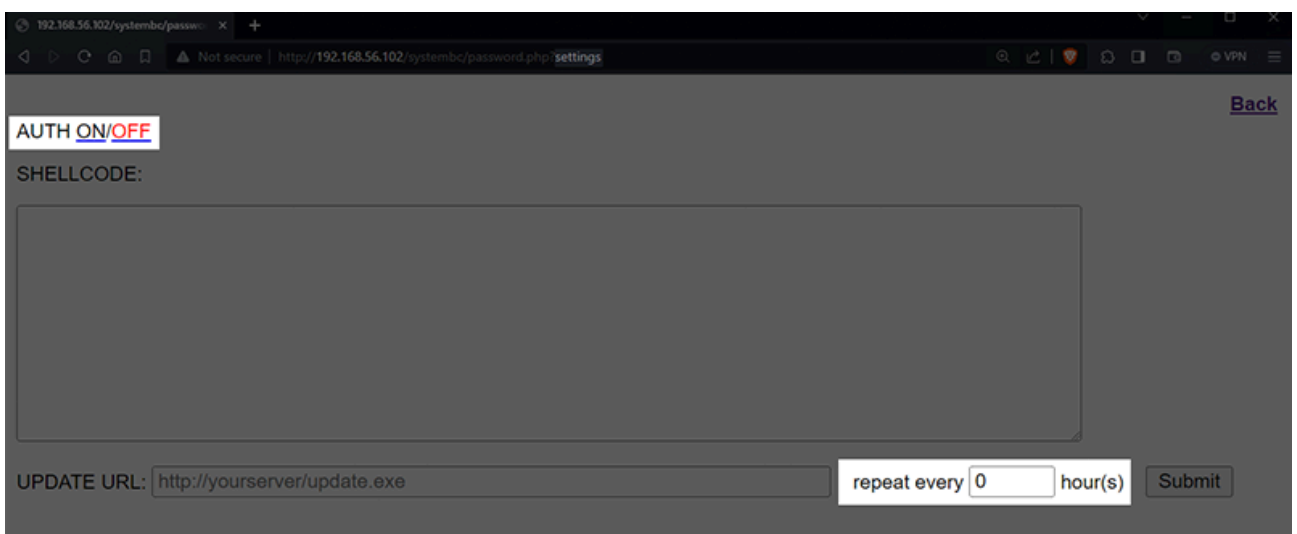 192.168.56.102/systembc/passwo
Not secure | http://192.168.56.102/systembc/password.php?settings
VPN
Back
AUTH ON/OFF
SHELLCODE:
UPDATE URL: http://yourserver/update.exe repeat every 0 hour(s) Submit